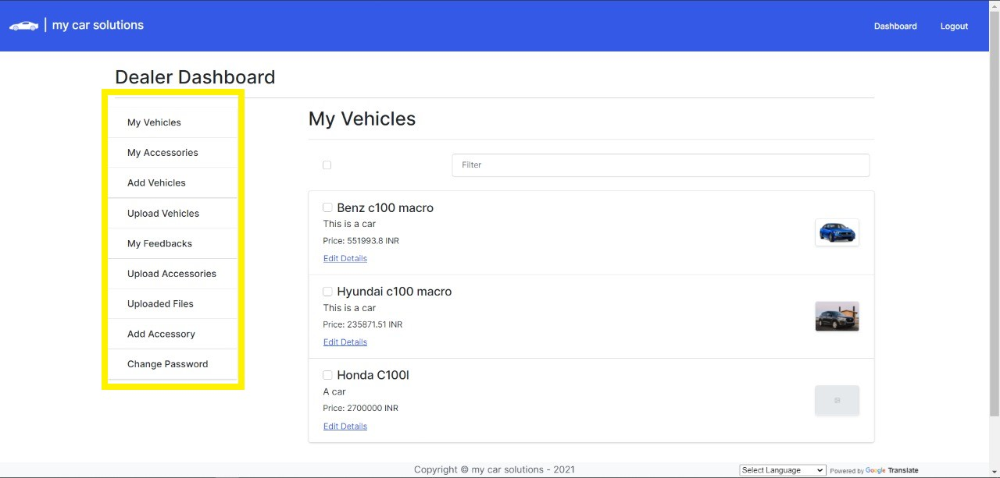 my car solutions
Dashboard
Logout
Dealer Dashboard
My Vehicles
My Accessories
Add Vehicles
Upload Vehicles
My Feedbacks
Upload Accessories
Uploaded Files
Add Accessory
Change Password
My Vehicles
Filter
Benz c100 macro
This is a car
Price: 551993.8 INR
Edit Details
Hyundai c100 macro
This is a car
Price: 235871.51 INR
Edit Details
Honda C100l
A car
Price: 2700000 INR
Edit Details
Copyright © my car solutions - 2021
Select Language
Powered by Google Translate